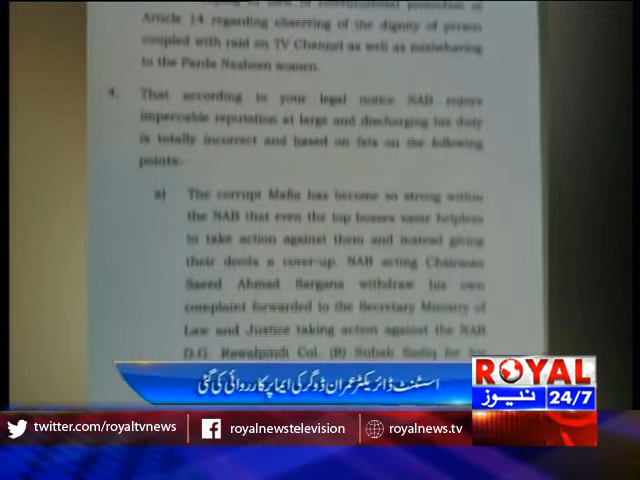 Article 14 regarding observing of the dignity of person
coupled with raid on TV Channel as well as misbehaving
to the Parda Nasheen women.
4. That according to your legal notice NAB enjoys
impeccable reputation at large and discharging his duty
is totally incorrect and based on fats on the following
points:-
a) The corrupt Mafia has become so strong within
the NAB that even the top bosses same helpless
to take action against them and instead giving
their deeds a cover-up. NAB acting Chairman
Saeed Ahmad Sargana withdraw his own
complaint forwarded to the Secretary Ministry of
Law and Justice taking action against the NAB
D.G. Rawalpindi Col. (R) Subah Sadiq for his
اسسٹنٹ ڈائریکٹر عمران ڈوگر کی ایما پر کارروائی کی گئی
ROYAL
نیوز 24/7
twitter.com/royaltvnews
royalnewstelevision
royalnews.tv